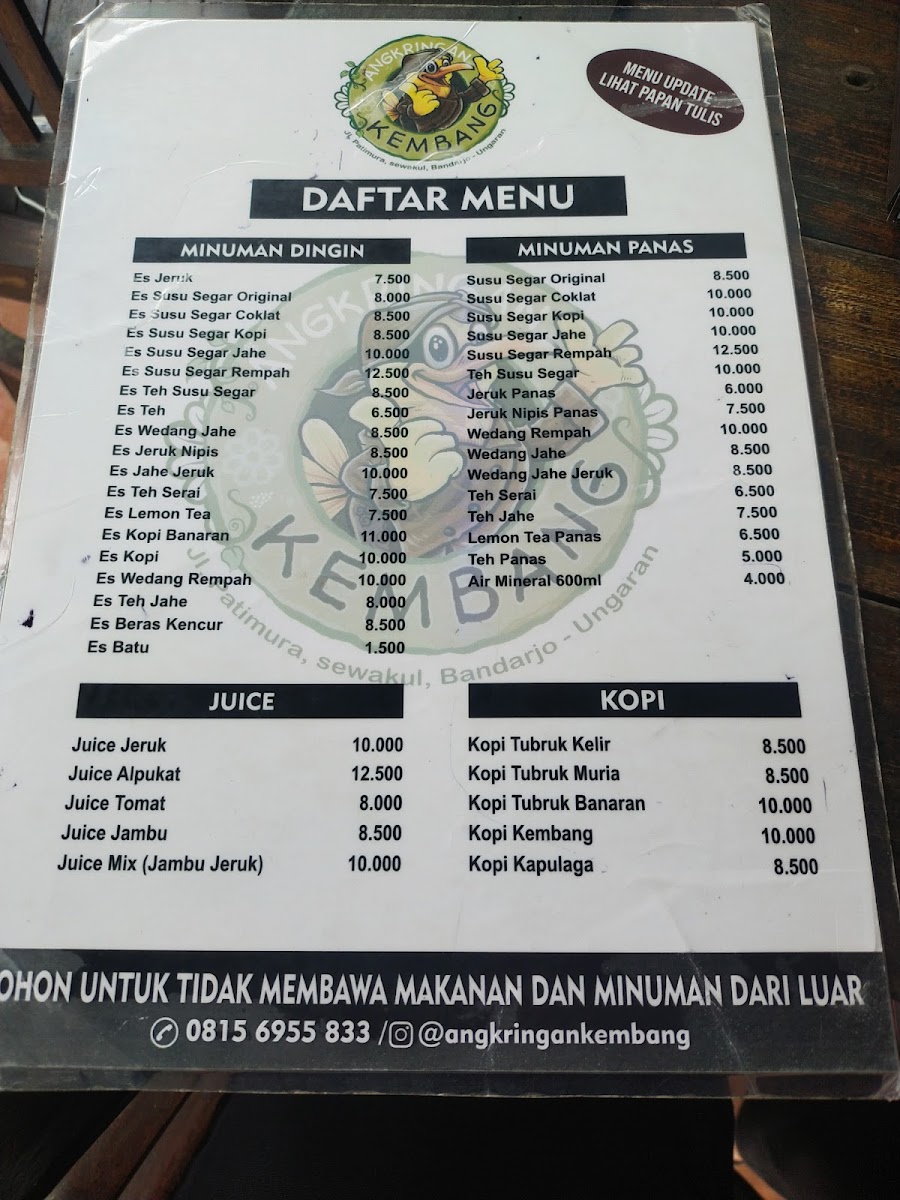 ANGKRINGAN
KEMBANG
Jl. Patimura, sewakul, Bandarjo - Ungaran
MENU UPDATE
LIHAT PAPAN TULIS
DAFTAR MENU
MINUMAN DINGIN
Es Jeruk 7.500
Es Susu Segar Original 8.000
Es Susu Segar Coklat 8.500
Es Susu Segar Kopi 8.500
Es Susu Segar Jahe 10.000
Es Susu Segar Rempah 12.500
Es Teh Susu Segar 8.500
Es Teh 6.500
Es Wedang Jahe 8.500
Es Jeruk Nipis 8.500
Es Jahe Jeruk 10.000
Es Teh Serai 7.500
Es Lemon Tea 7.500
Es Kopi Banaran 11.000
Es Kopi 10.000
Es Wedang Rempah 10.000
Es Teh Jahe 8.000
Es Beras Kencur 8.500
Es Batu 1.500
MINUMAN PANAS
Susu Segar Original 8.500
Susu Segar Coklat 10.000
Susu Segar Kopi 10.000
Susu Segar Jahe 10.000
Susu Segar Rempah 12.500
Teh Susu Segar 10.000
Jeruk Panas 6.000
Jeruk Nipis Panas 7.500
Wedang Rempah 10.000
Wedang Jahe 8.500
Wedang Jahe Jeruk 8.500
Teh Serai 6.500
Teh Jahe 7.500
Lemon Tea Panas 6.500
Teh Panas 5.000
Air Mineral 600ml 4.000
ANGKRINGAN
KEMBANG
Jl Patimura, sewakul, Bandarjo - Ungaran
JUICE
Juice Jeruk 10.000
Juice Alpukat 12.500
Juice Tomat 8.000
Juice Jambu 8.500
Juice Mix (Jambu Jeruk) 10.000
KOPI
Kopi Tubruk Kelir 8.500
Kopi Tubruk Muria 8.500
Kopi Tubruk Banaran 10.000
Kopi Kembang 10.000
Kopi Kapulaga 8.500
OHON UNTUK TIDAK MEMBAWA MAKANAN DAN MINUMAN DARI LUAR
0815 6955 833 / @angkringankembang